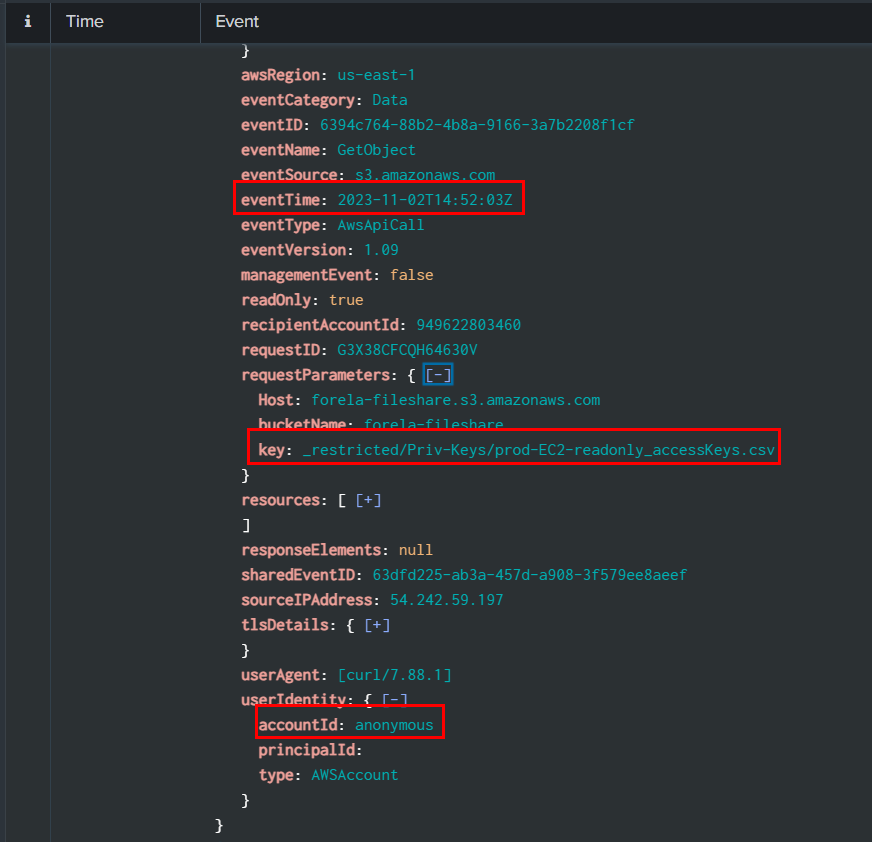 i Time Event
}
awsRegion: us-east-1
eventCategory: Data
eventID: 6394c764-88b2-4b8a-9166-3a7b2208f1cf
eventName: GetObject
eventSource: s3.amazonaws.com
eventTime: 2023-11-02T14:52:03Z
eventType: AwsApiCall
eventVersion: 1.09
managementEvent: false
readOnly: true
recipientAccountId: 949622803460
requestID: G3X38CFCQH64630V
requestParameters: { [-]
Host: forela-fileshare.s3.amazonaws.com
bucketName: forela-fileshare
key: _restricted/Priv-Keys/prod-EC2-readonly_accessKeys.csv
}
resources: [ [+]
]
responseElements: null
sharedEventID: 63dfd225-ab3a-457d-a908-3f579ee8aeef
sourceIPAddress: 54.242.59.197
tlsDetails: { [+]
}
userAgent: [curl/7.88.1]
userIdentity: { [-]
accountId: anonymous
principalId:
type: AWSAccount
}
}